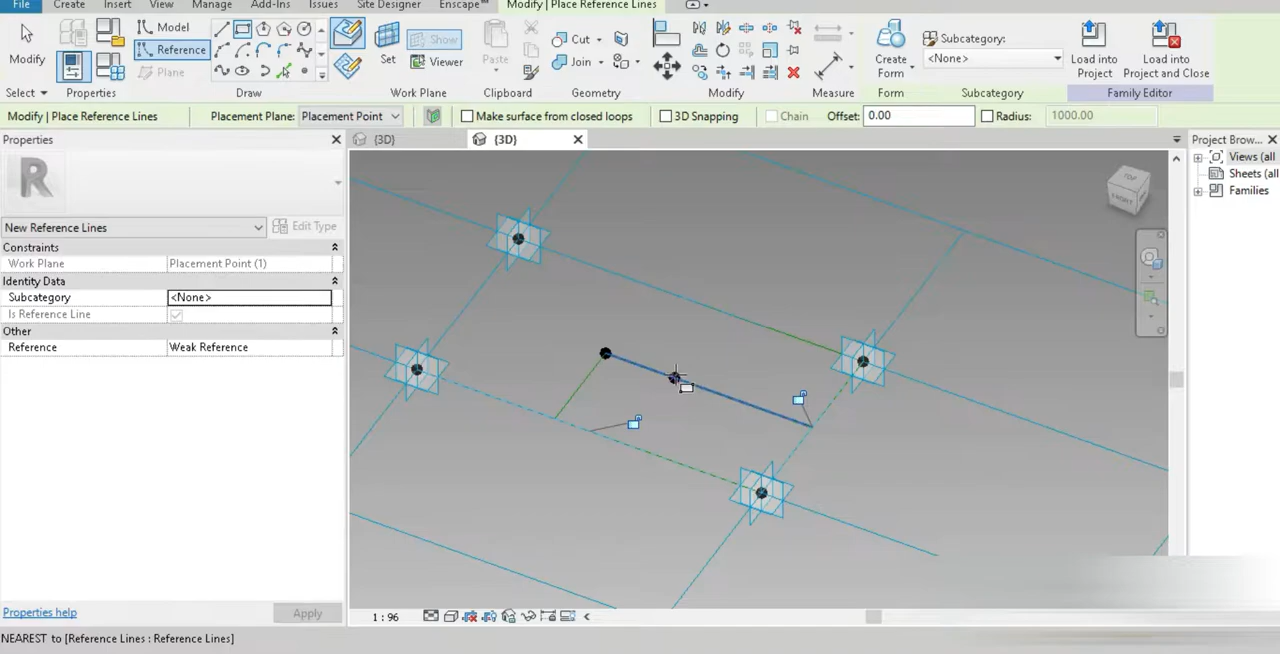 File Create Insert View Manage Add-Ins Issues Site Designer Enscape™ Modify | Place Reference Lines
Modify
Model
Reference
Plane
Set
Show
Viewer
Paste
Cut
Join
Create Form
Subcategory:
<None>
Load into Project
Load into Project and Close
Select Properties Draw Work Plane Clipboard Geometry Modify Measure Form Subcategory Family Editor
Modify | Place Reference Lines Placement Plane: Placement Point Make surface from closed loops 3D Snapping Chain Offset: 0.00 Radius: 1000.00
Properties
{3D} {3D}
Project Brow...
R
TOP
FRONT
Views (all
Sheets (all
Families
New Reference Lines Edit Type
Constraints
Work Plane Placement Point (1)
Identity Data
Subcategory <None>
Is Reference Line
Other
Reference Weak Reference
Properties help Apply
1 : 96
NEAREST to [Reference Lines : Reference Lines]